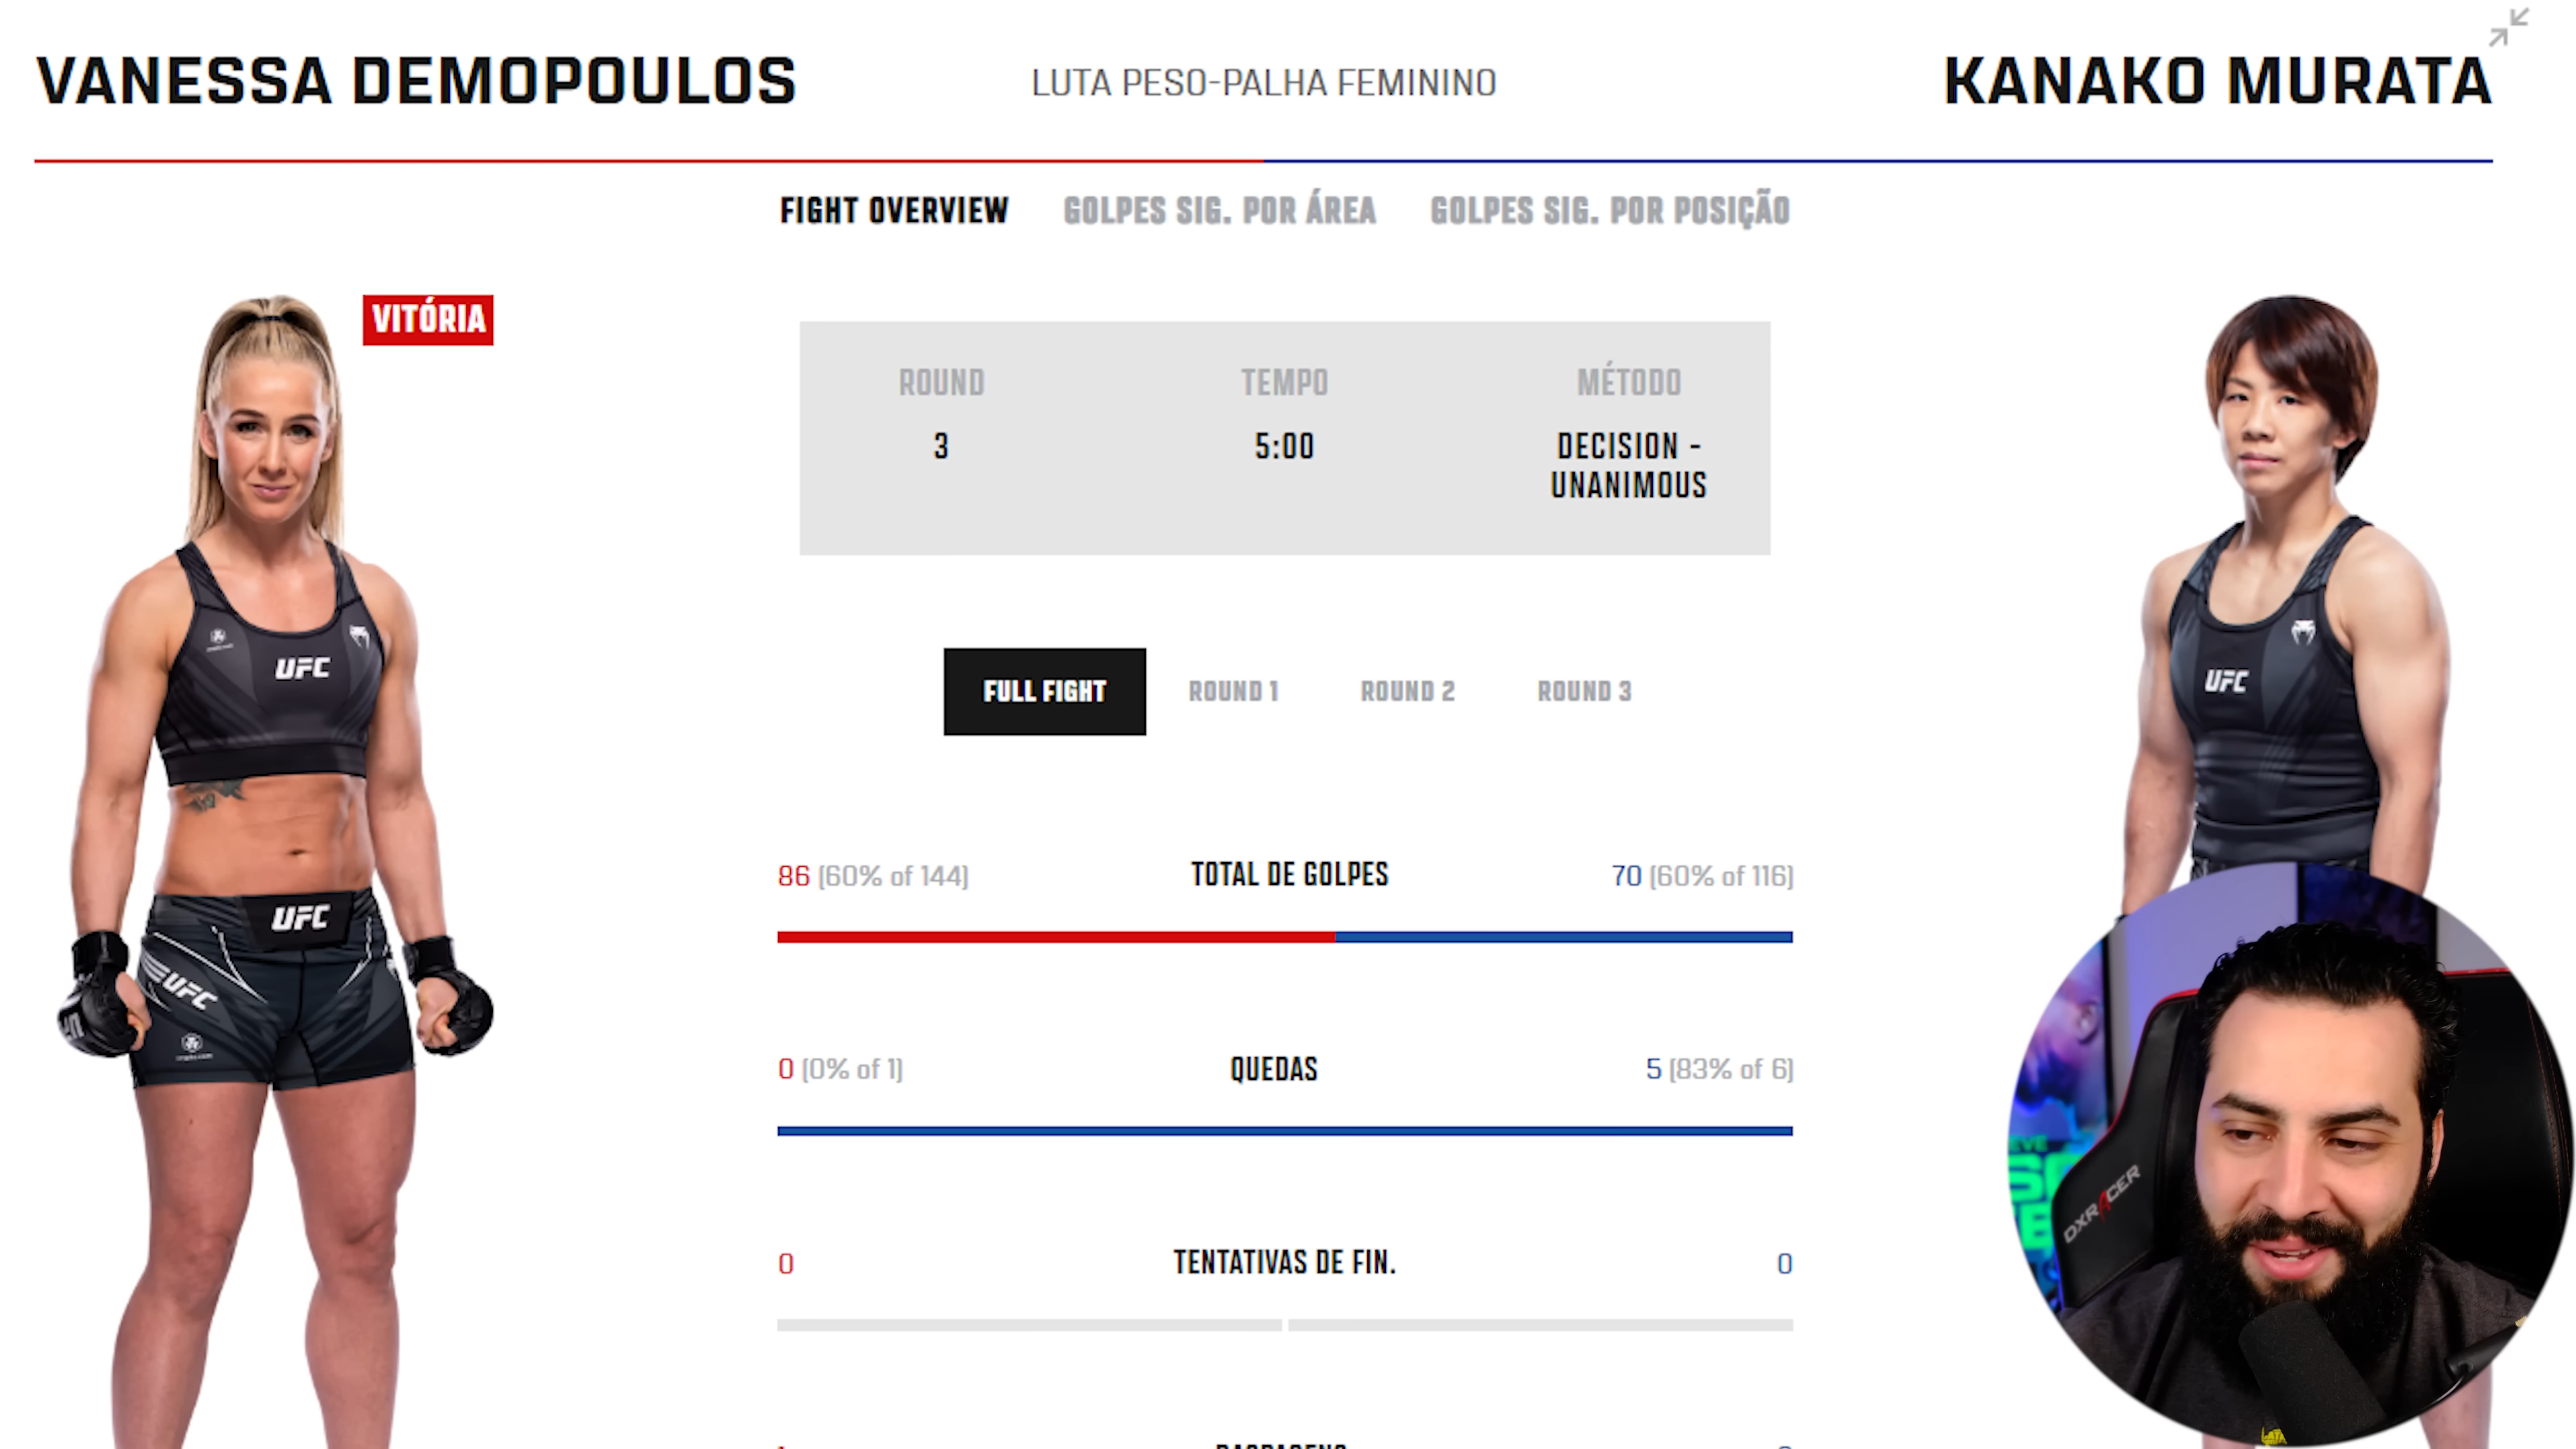 VANESSA DEMOPOULOS
LUTA PESO-PALHA FEMININO
KANAKO MURATA
FIGHT OVERVIEW
GOLPES SIG. POR ÁREA
GOLPES SIG. POR POSIÇÃO
VITÓRIA
ROUND
TEMPO
MÉTODO
3
5:00
DECISION -
UNANIMOUS
UFC
UFC
FULL FIGHT
ROUND 1
ROUND 2
ROUND 3
86 (60% of 144)
TOTAL DE GOLPES
70 (60% of 116)
UFC
UFC
0 (0% of 1)
QUEDAS
5 (83% of 6)
DXRACER
0
TENTATIVAS DE FIN.
0